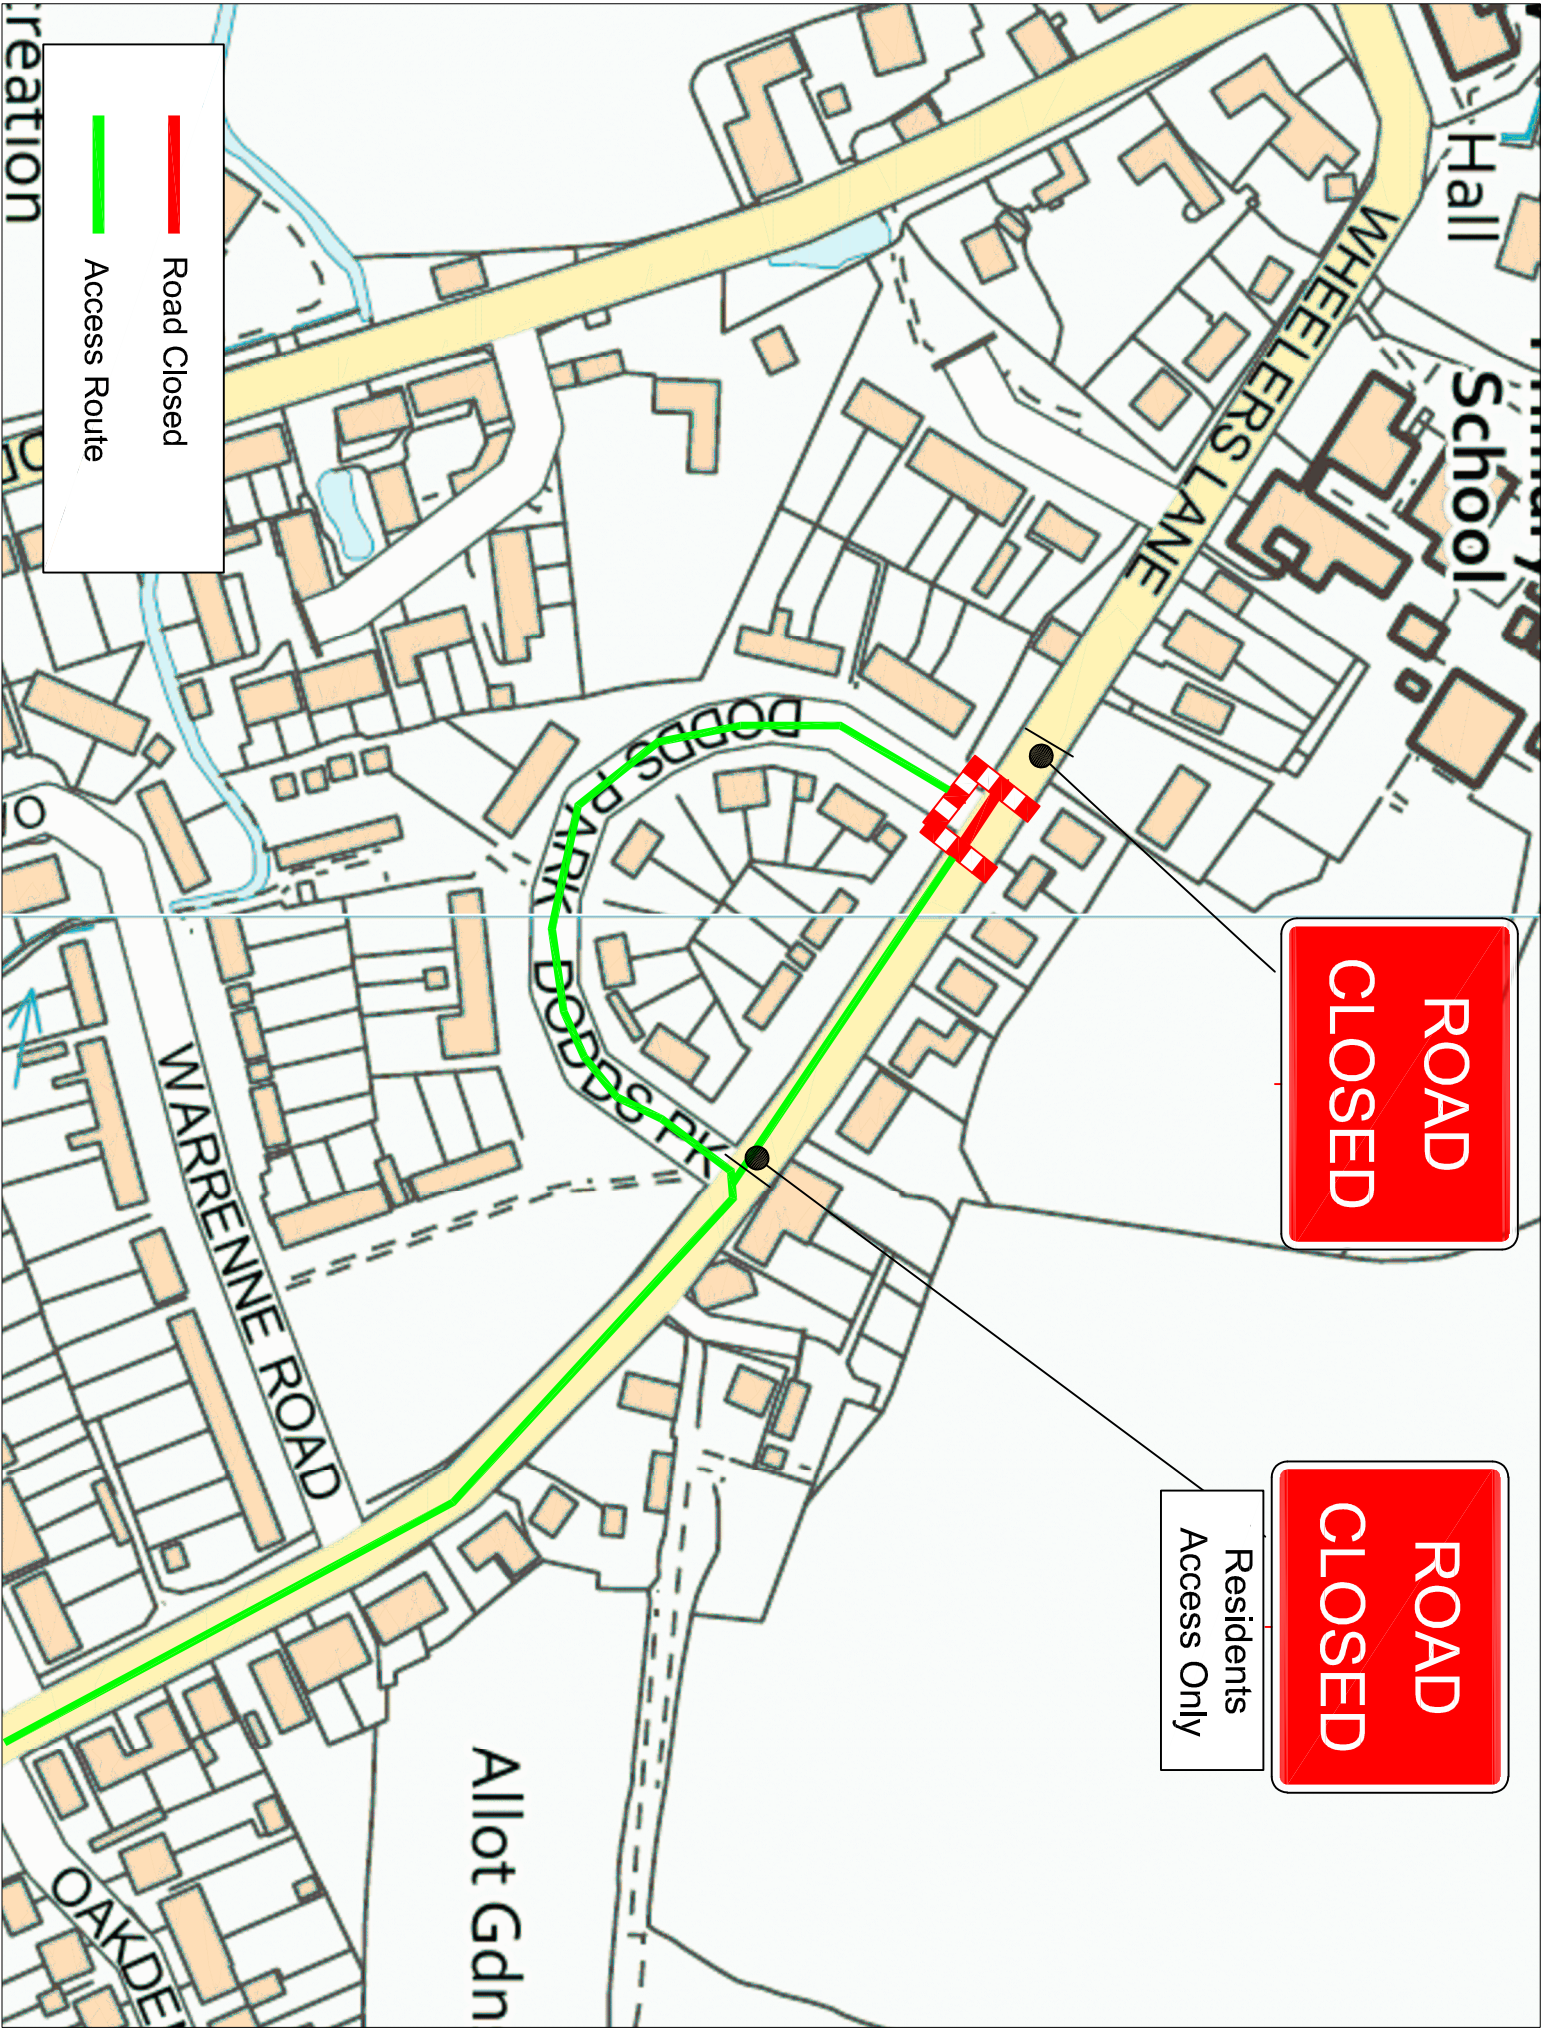 Hall
School
WHEELERS LANE
ROAD
CLOSED
ROAD
CLOSED
Residents
Access Only
DODDS PARK
DODDS PK
WARRENNE ROAD
Allot Gdn
Road Closed
Access Route